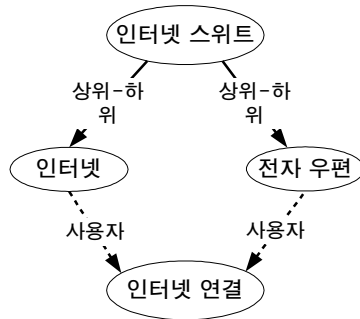 인터넷 스위트
상위-하
위
상위-하
위
인터넷
전자 우편
사용자
사용자
인터넷 연결